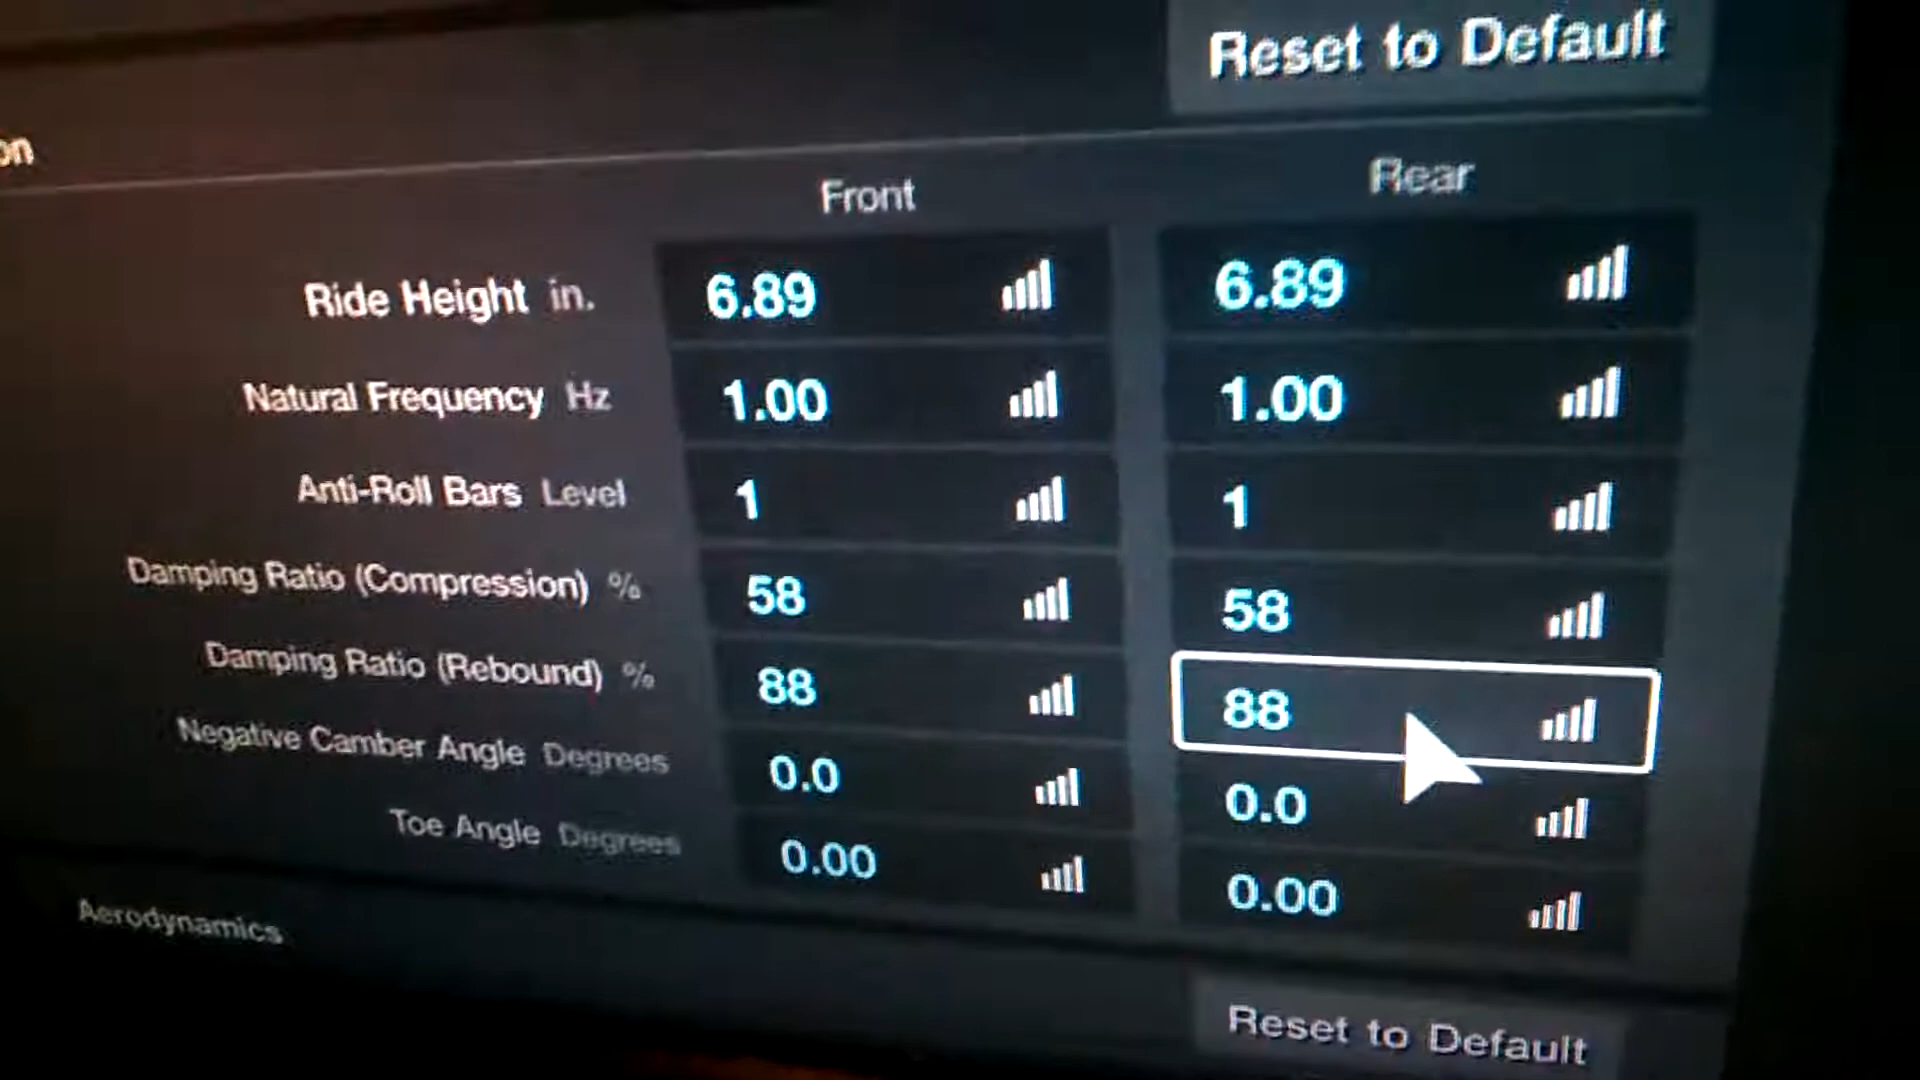 Reset to Default
on
Front Rear
Ride Height in. 6.89 6.89
Natural Frequency Hz 1.00 1.00
Anti-Roll Bars Level 1 1
Damping Ratio (Compression) % 58 58
Damping Ratio (Rebound) % 88 88
Negative Camber Angle Degrees 0.0 0.0
Toe Angle Degrees 0.00 0.00
Aerodynamics
Reset to Default